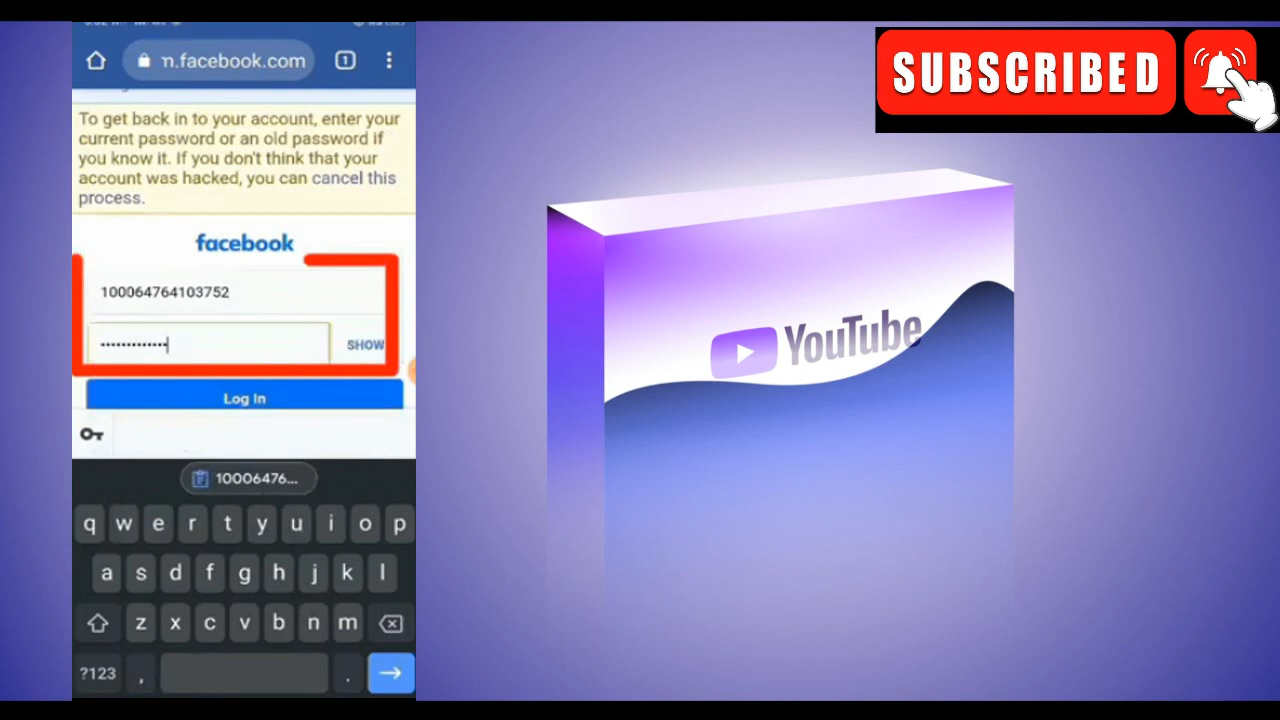 m.facebook.com
1
To get back in to your account, enter your
current password or an old password if
you know it. If you don't think that your
account was hacked, you can cancel this
process.
facebook
100064764103752
SHOW
Log In
10006476...
q w e r t y u i o p
a s d f g h j k l
z x c v b n m
?123 , .
SUBSCRIBED
YouTube